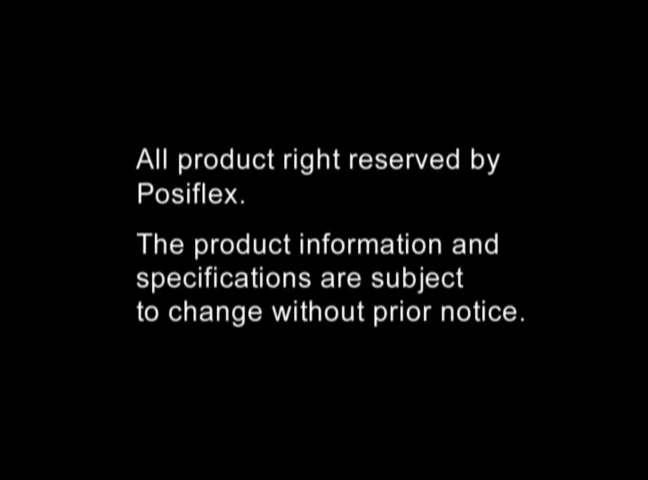 All product right reserved by
Posiflex.
The product information and
specifications are subject
to change without prior notice.